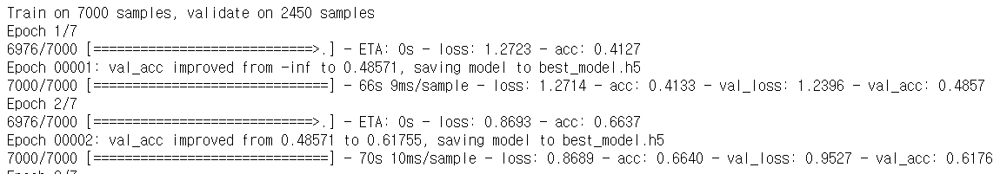 Train on 7000 samples, validate on 2450 samples
Epoch 1/7
6976/7000 [============================>.] - ETA: 0s - loss: 1.2723 - acc: 0.4127
Epoch 00001: val_acc improved from -inf to 0.48571, saving model to best_model.h5
7000/7000 [==============================] - 66s 9ms/sample - loss: 1.2714 - acc: 0.4133 - val_loss: 1.2396 - val_acc: 0.4857
Epoch 2/7
6976/7000 [============================>.] - ETA: 0s - loss: 0.8693 - acc: 0.6637
Epoch 00002: val_acc improved from 0.48571 to 0.61755, saving model to best_model.h5
7000/7000 [==============================] - 70s 10ms/sample - loss: 0.8689 - acc: 0.6640 - val_loss: 0.9527 - val_acc: 0.6176